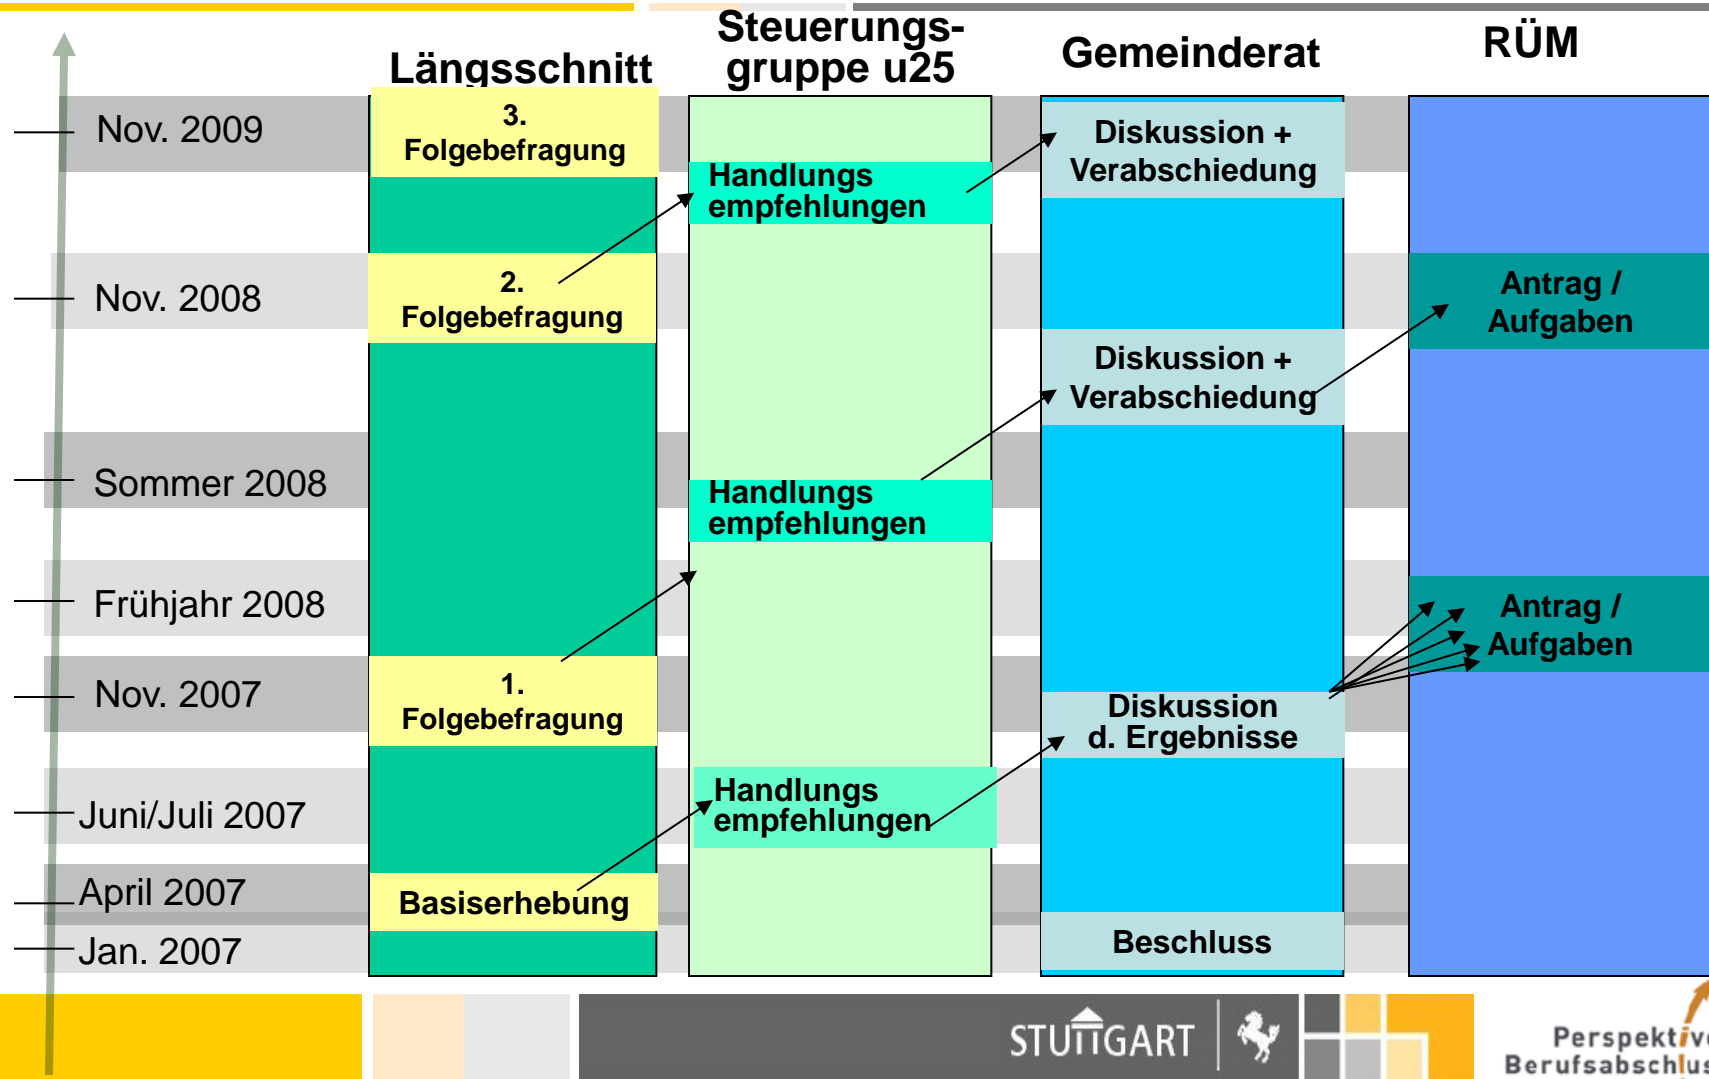 Längsschnitt
Steuerungs-
gruppe u25
Gemeinderat
RÜM
Nov. 2009
3.
Folgebefragung
Handlungs
empfehlungen
Diskussion +
Verabschiedung
Nov. 2008
2.
Folgebefragung
Antrag /
Aufgaben
Diskussion +
Verabschiedung
Sommer 2008
Handlungs
empfehlungen
Frühjahr 2008
Antrag /
Aufgaben
Nov. 2007
1.
Folgebefragung
Diskussion
d. Ergebnisse
Juni/Juli 2007
Handlungs
empfehlungen
April 2007
Basiserhebung
Jan. 2007
Beschluss
STUTTGART
Perspektive
Berufsabschlus